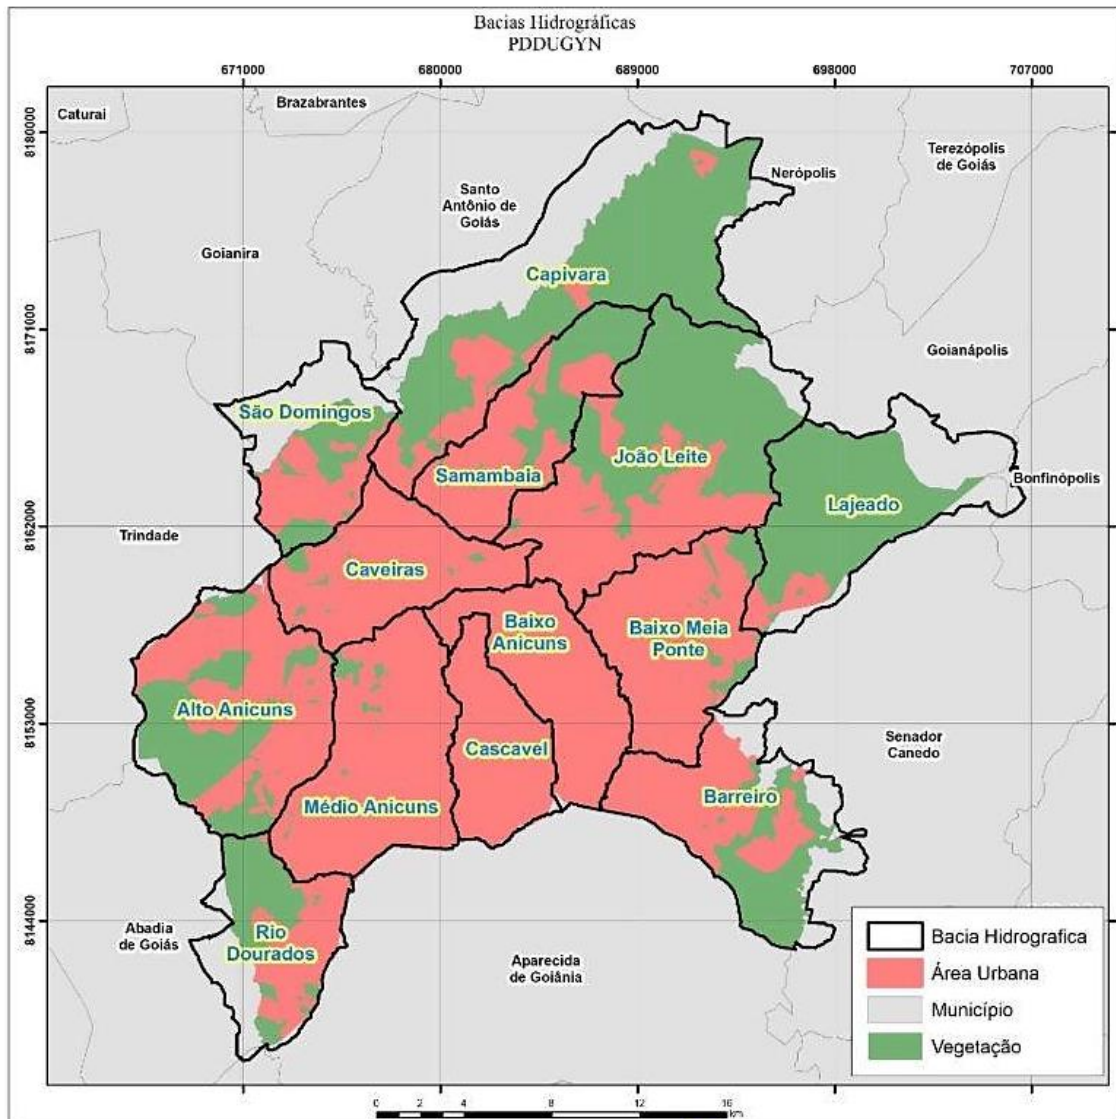 Bacias Hidrográficas
PDDUGYN
671000
680000
689000
698000
707000
8180000
8171000
8162000
8153000
8144000
Caturai
Brazabrantes
Terezópolis
de Goiás
Nerópolis
Santo
Antônio de
Goiás
Goianira
Capivara
Goianápolis
São Domingos
João Leite
Samambaia
Bonfinópolis
Lajeado
Trindade
Caveiras
Baixo
Anicuns
Baixo Meia
Ponte
Alto Anicuns
Senador
Canedo
Cascavel
Barreiro
Médio Anicuns
Abadia
de Goiás
Rio
Dourados
Aparecida
de Goiânia
Bacia Hidrografica
Área Urbana
Município
Vegetação
0 2 4 8 12 16
km